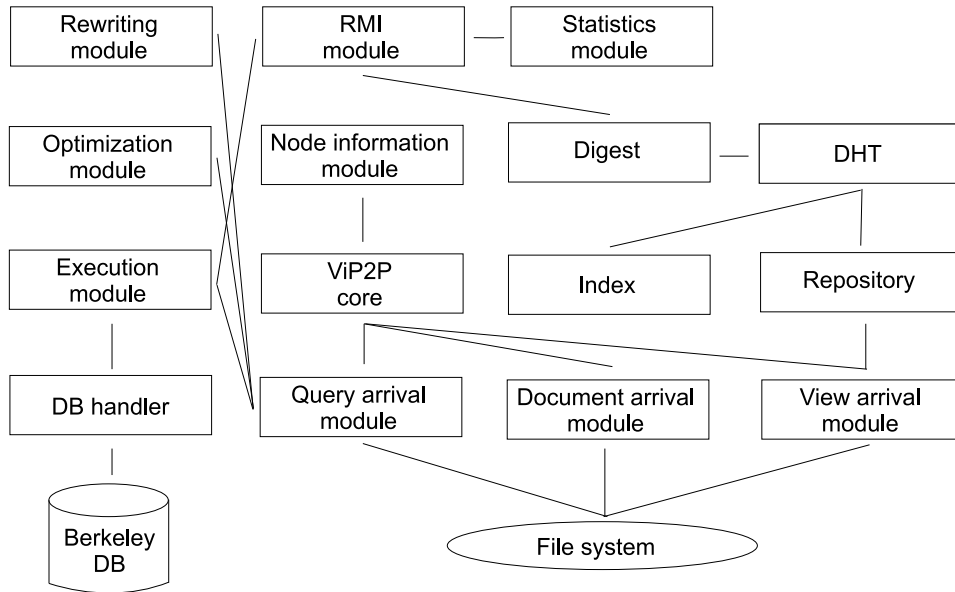 Rewriting
module
RMI
module
Statistics
module
Optimization
module
Node information
module
Digest
DHT
Execution
module
ViP2P
core
Index
Repository
DB handler
Query arrival
module
Document arrival
module
View arrival
module
Berkeley
DB
File system